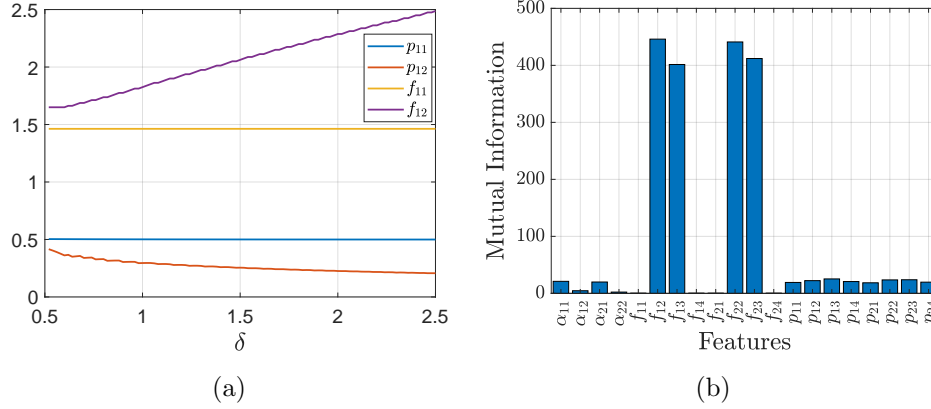 2.5
2
1.5
1
0.5
0
0.5
1
1.5
2
2.5
δ
p11
p12
f11
f12
(a)
500
400
300
200
100
0
Mutual Information
α11
α12
α21
α22
f11
f12
f13
f14
f21
f22
f23
f24
p11
p12
p13
p14
p21
p22
p23
p24
Features
(b)